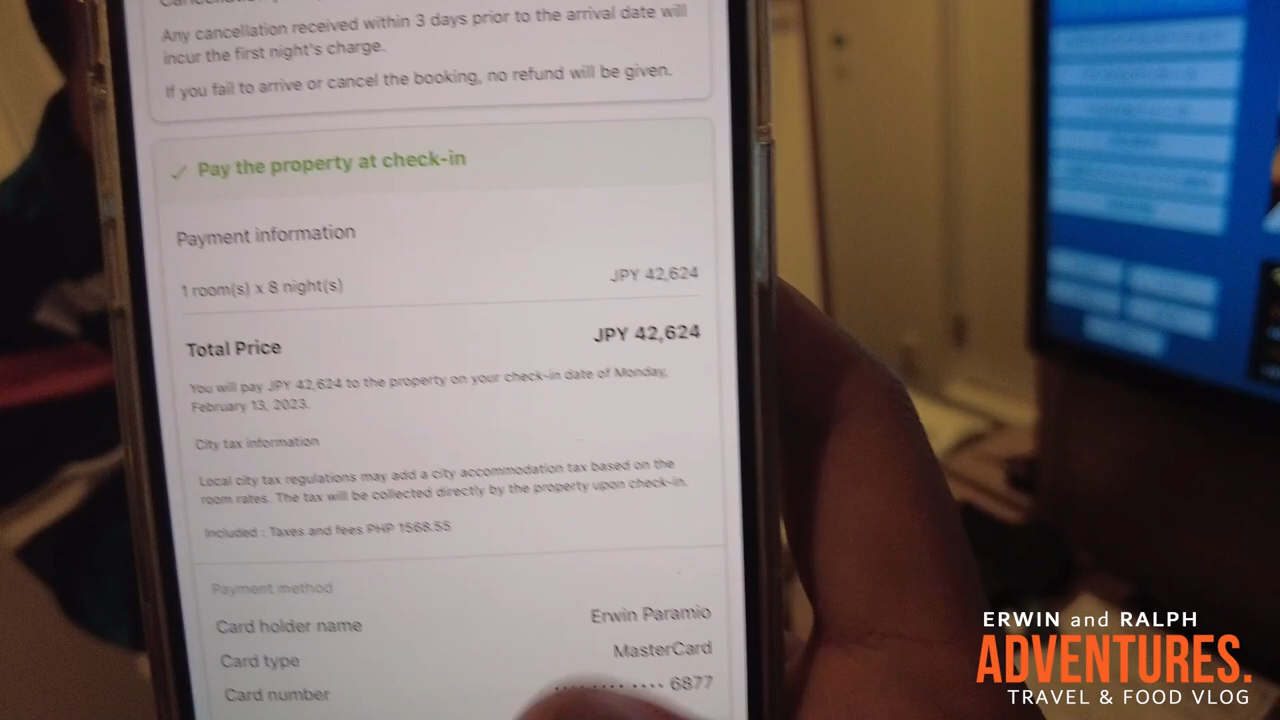 Any cancellation received within 3 days prior to the arrival date will
incur the first night's charge.
If you fail to arrive or cancel the booking, no refund will be given.
✓ Pay the property at check-in
Payment information
1 room(s) x 8 night(s) JPY 42,624
Total Price JPY 42,624
You will pay JPY 42,624 to the property on your check-in date of Monday,
February 13, 2023.
City tax information
Local city tax regulations may add a city accommodation tax based on the
room rates. The tax will be collected directly by the property upon check-in.
Included : Taxes and fees PHP 1568.55
Payment method
Card holder name Erwin Paramio
Card type MasterCard
Card number •••• •••• •••• 6877
ERWIN and RALPH
ADVENTURES.
TRAVEL & FOOD VLOG